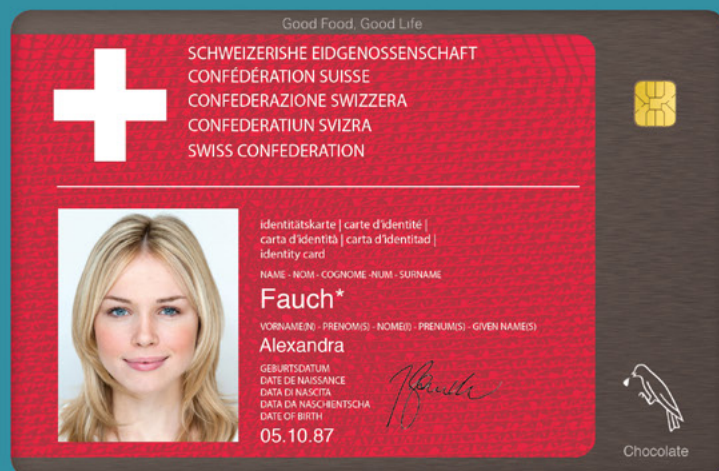 Good Food, Good Life
SCHWEIZERISHE EIDGENOSSENSCHAFT
CONFÉDÉRATION SUISSE
CONFEDERAZIONE SWIZZERA
CONFEDERATIUN SVIZRA
SWISS CONFEDERATION
identitätskarte | carte d'identité |
carta d'identità | carta d'identitad |
identity card
NAME - NOM - COGNOME -NUM - SURNAME
Fauch*
VORNAME(N) - PRENOM(S) - NOME(I) - PRENUM(S) - GIVEN NAME(S)
Alexandra
GEBURTSDATUM
DATE DE NAISSANCE
DATA DI NASCITA
DATA DA NASCHIENTSCHA
DATE OF BIRTH
05.10.87
Chocolate